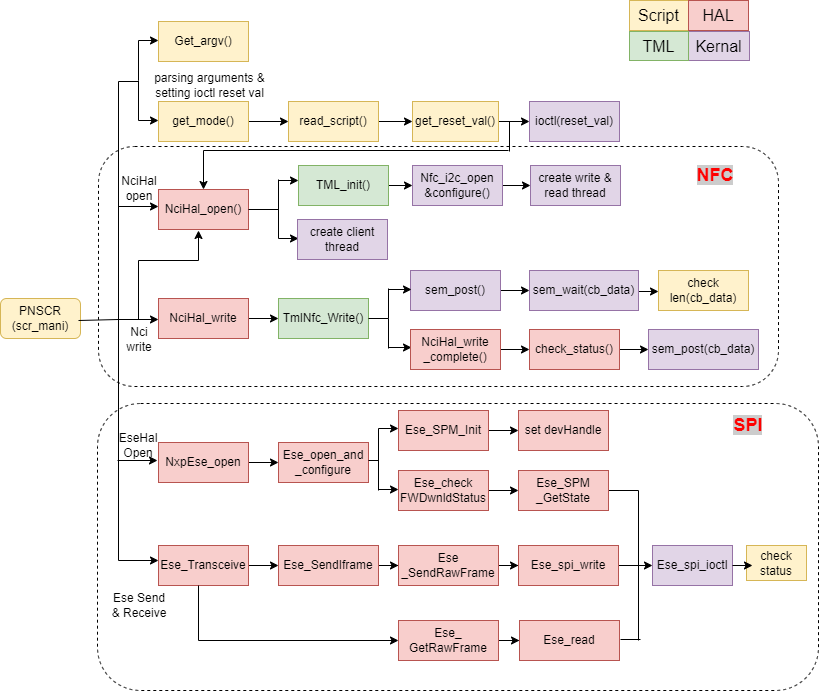 Script
HAL
TML
Kernal
Get_argv()
parsing arguments &
setting ioctl reset val
get_mode()
read_script()
get_reset_val()
ioctl(reset_val)
NFC
NciHal
open
NciHal_open()
TML_init()
Nfc_i2c_open
&configure()
create write &
read thread
create client
thread
PNSCR
(scr_mani)
Nci
write
NciHal_write
TmlNfc_Write()
sem_post()
sem_wait(cb_data)
check
len(cb_data)
NciHal_write
_complete()
check_status()
sem_post(cb_data)
SPI
EseHal
Open
NxpEse_open
Ese_open_and
_configure
Ese_SPM_Init
set devHandle
Ese_check
FWDwnldStatus
Ese_SPM
_GetState
Ese_Transceive
Ese_SendIframe
Ese
_SendRawFrame
Ese_spi_write
Ese_spi_ioctl
check
status
Ese Send
& Receive
Ese_
GetRawFrame
Ese_read